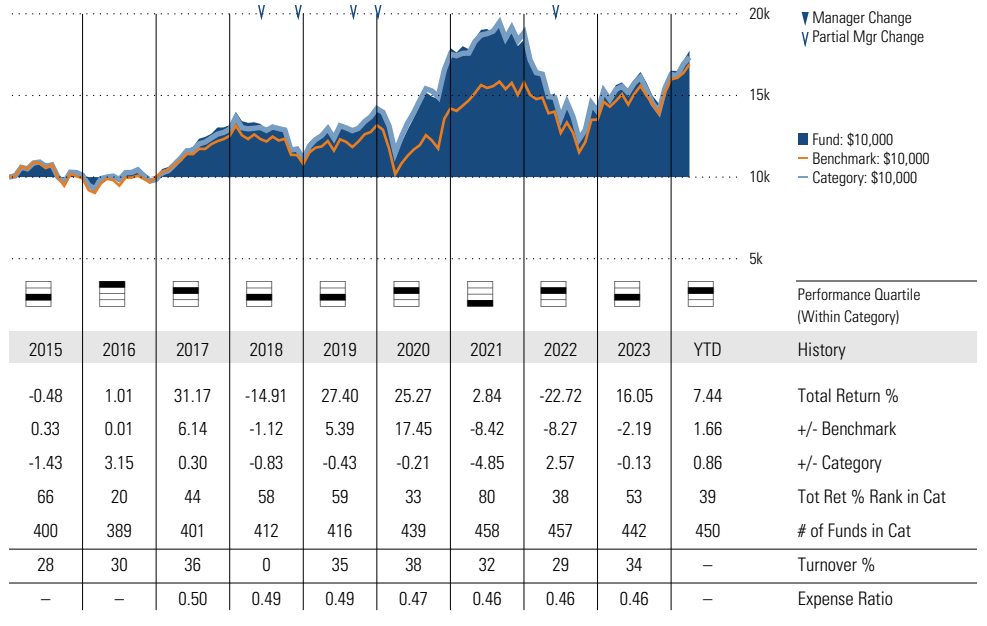 20k
Manager Change
Partial Mgr Change
15k
Fund: $10,000
Benchmark: $10,000
Category: $10,000
10k
5k
Performance Quartile
(Within Category)
2015 2016 2017 2018 2019 2020 2021 2022 2023 YTD History
-0.48 1.01 31.17 -14.91 27.40 25.27 2.84 -22.72 16.05 7.44 Total Return %
0.33 0.01 6.14 -1.12 5.39 17.45 -8.42 -8.27 -2.19 1.66 +/- Benchmark
-1.43 3.15 0.30 -0.83 -0.43 -0.21 -4.85 2.57 -0.13 0.86 +/- Category
66 20 44 58 59 33 80 38 53 39 Tot Ret % Rank in Cat
400 389 401 412 416 439 458 457 442 450 # of Funds in Cat
28 30 36 0 35 38 32 29 34 – Turnover %
– – 0.50 0.49 0.49 0.47 0.46 0.46 0.46 – Expense Ratio